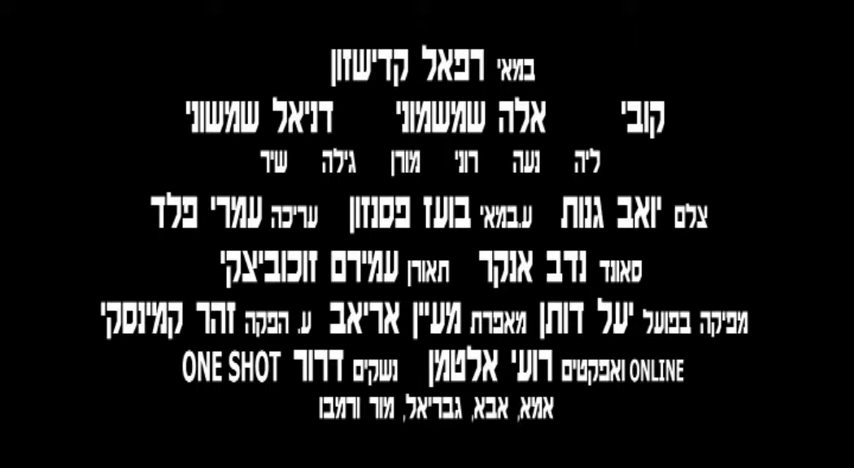 במאי רפאל קדישזון
קובי אלה שמשמוני דניאל שמשוני
ליה נעה רוני מורן גילה שיר
צלם יואב גנות ע.במאי בועז פסנזון עריכה עמרי פלד
סאונד נדב אנקר תאורן עמירם זוכוביצקי
מפיקה בפועל יעל דותן מאפרת מעיין אריאב ע. הפקה זהר קמינסקי
ONLINE ואפקטים רועי אלטמן נשקים דרור ONE SHOT
אמא, אבא, גבריאל, מור ורמבו